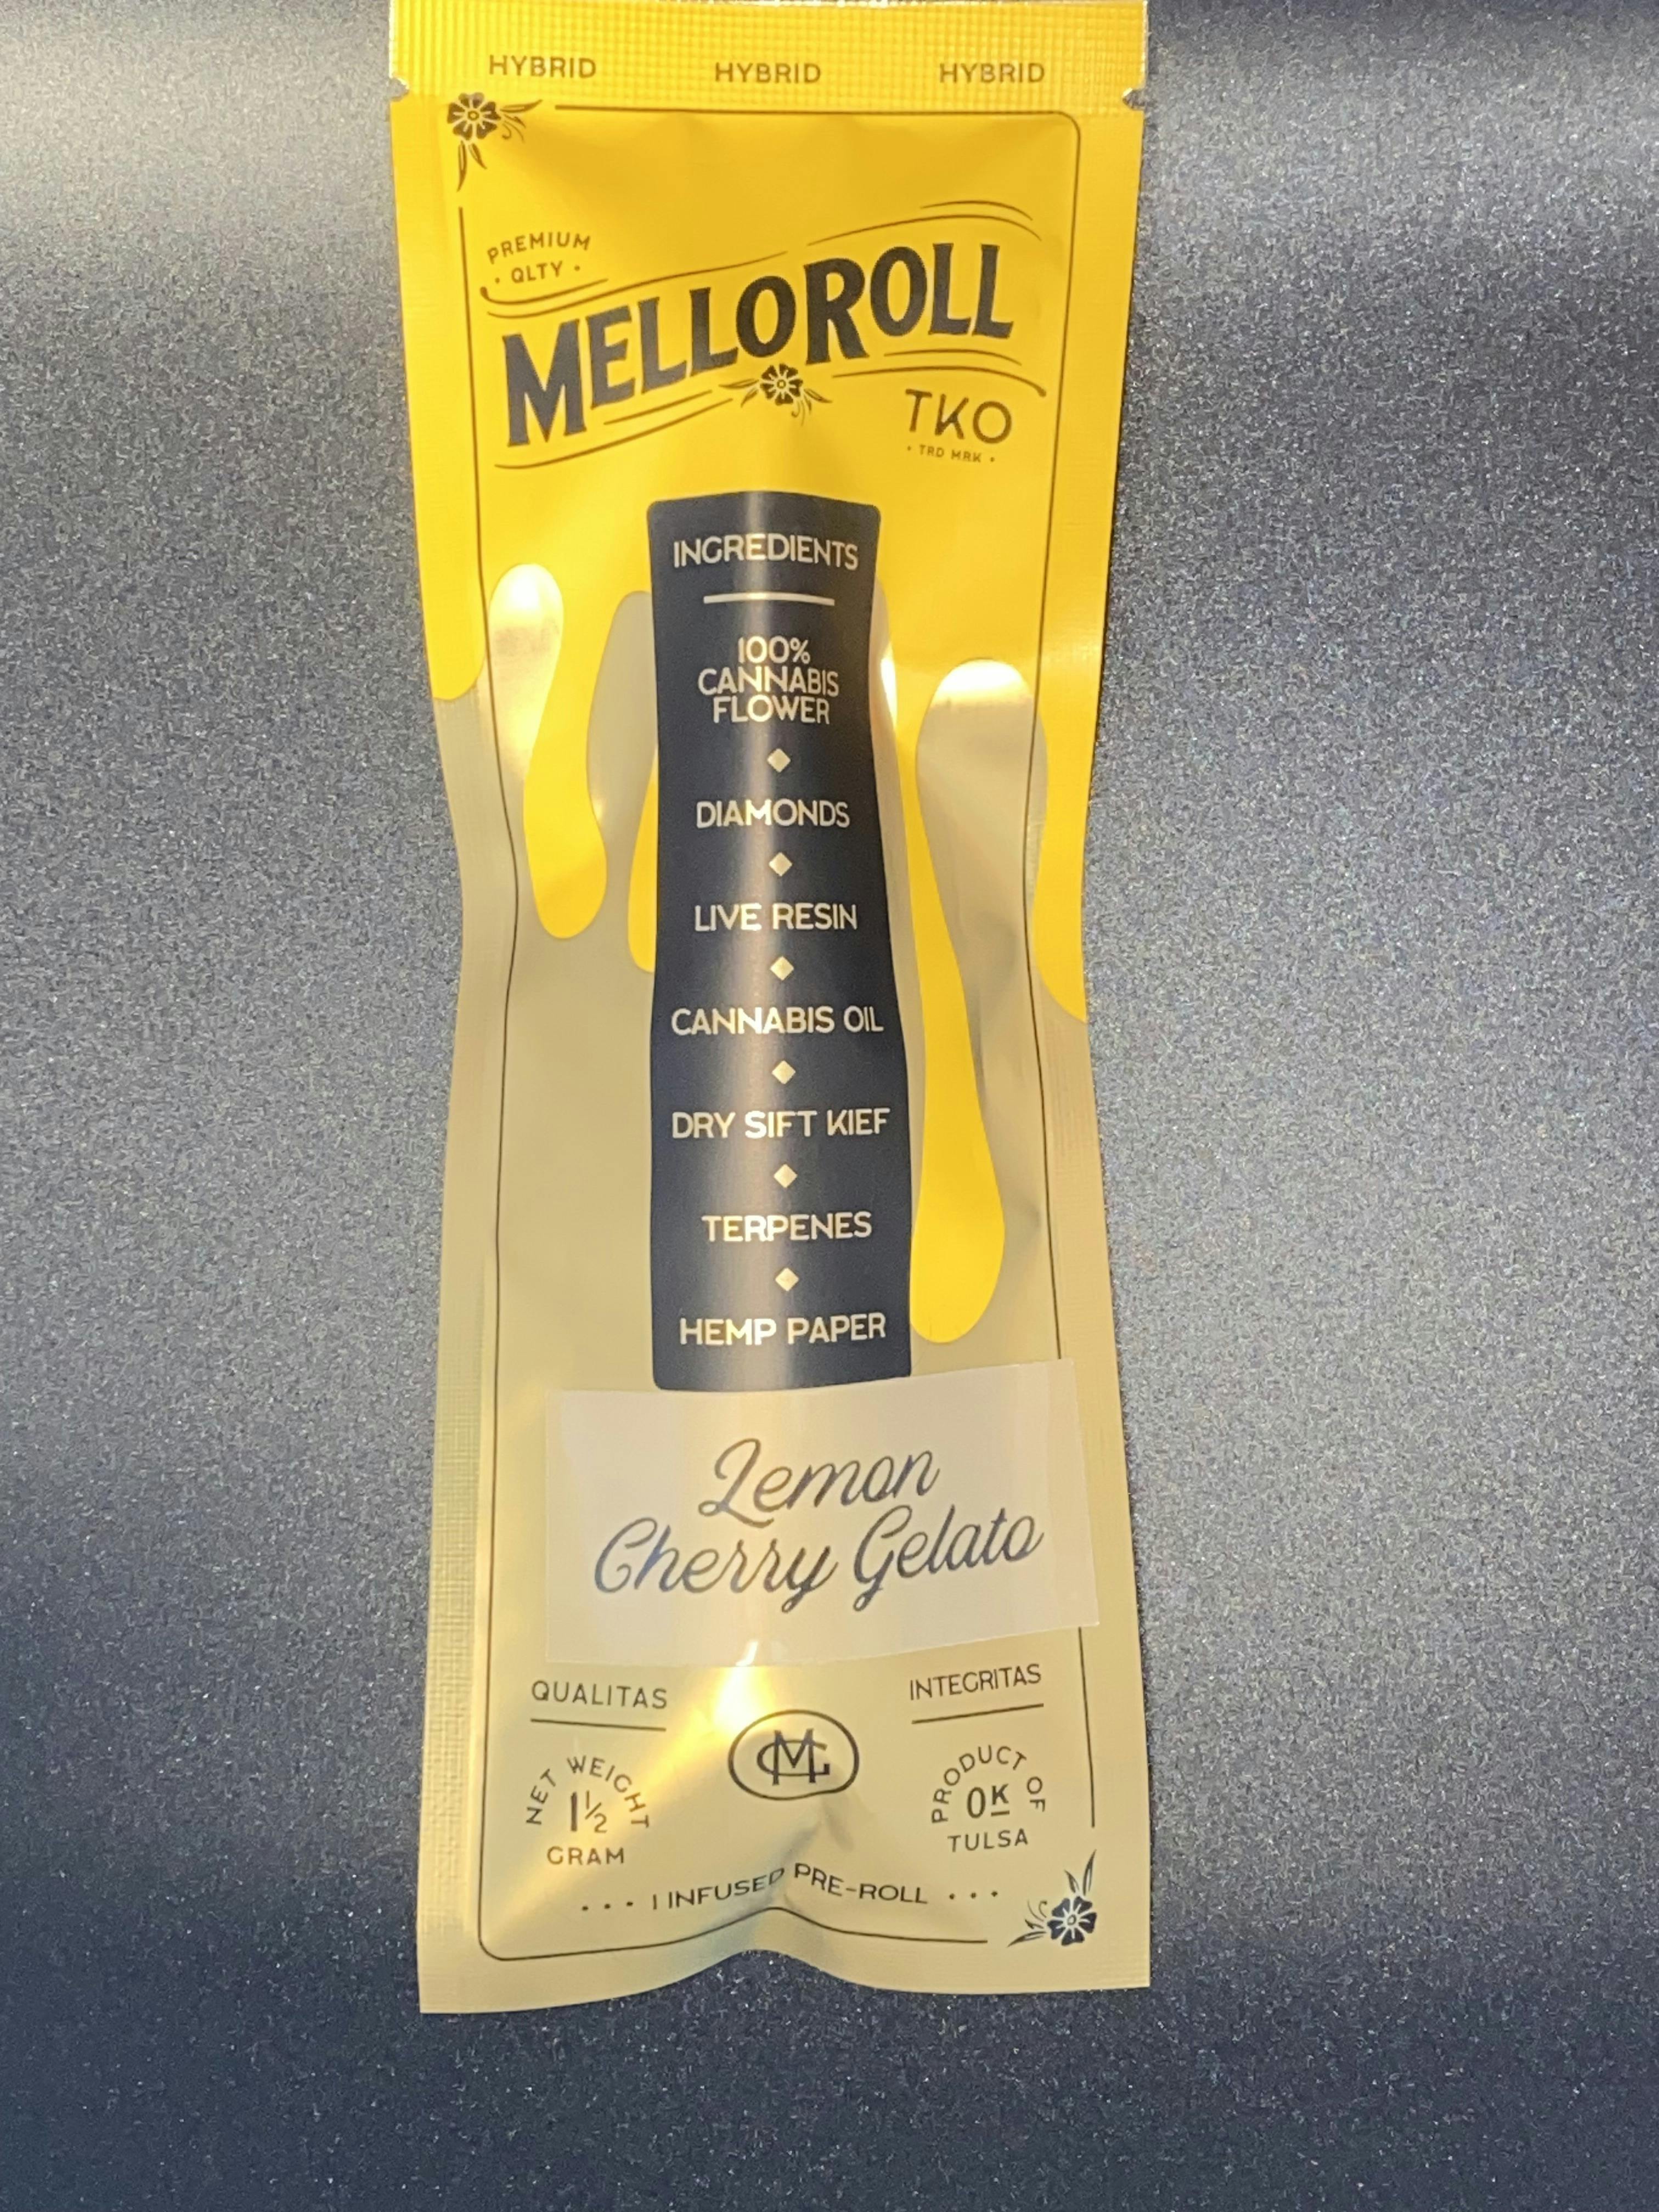 HYBRID HYBRID HYBRID
PREMIUM
· QLTY ·
MELLOROLL
TKO
· TRD MRK ·
INGREDIENTS
100%
CANNABIS
FLOWER
DIAMONDS
LIVE RESIN
CANNABIS OIL
DRY SIFT KIEF
TERPENES
HEMP PAPER
Lemon
Cherry Gelato
QUALITAS
INTEGRITAS
MG
NET WEIGHT
1 1/2
GRAM
PRODUCT OF
OK
TULSA
· · · 1 INFUSED PRE-ROLL · · ·